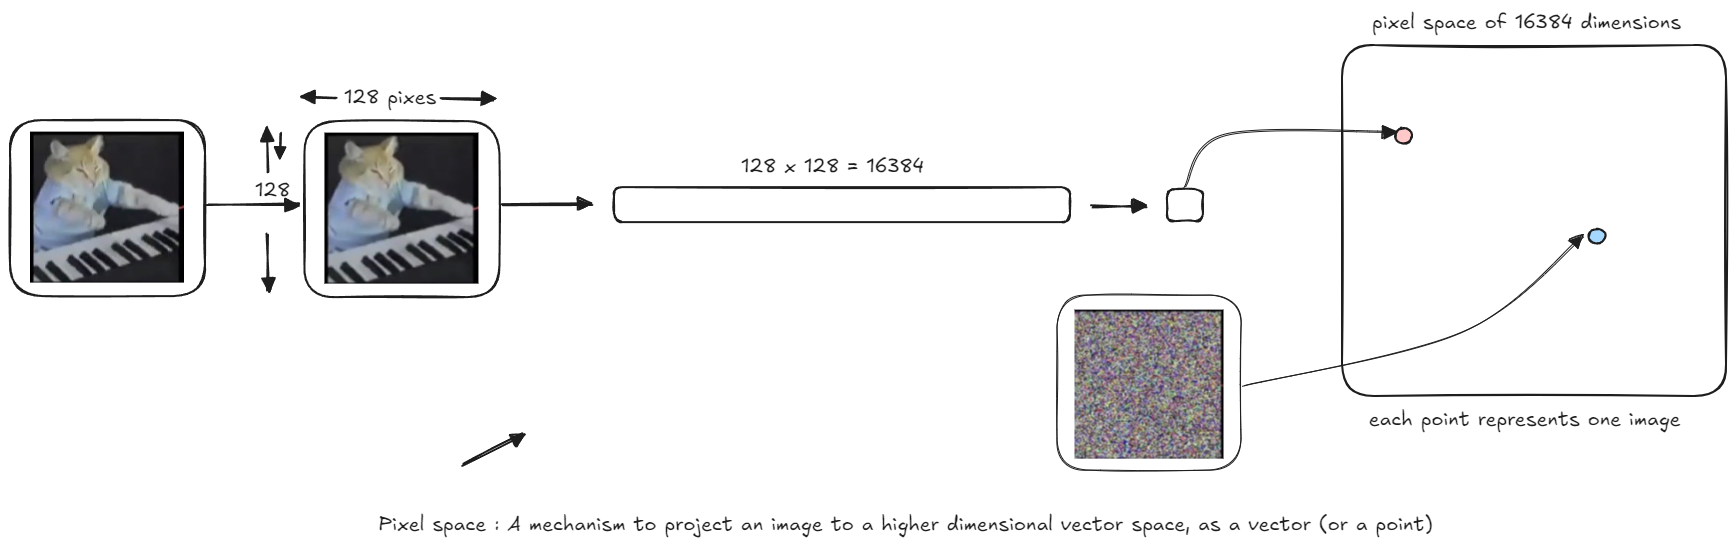 pixel space of 16384 dimensions
128 pixes
128 x 128 = 16384
128
each point represents one image
Pixel space : A mechanism to project an image to a higher dimensional vector space, as a vector (or a point)